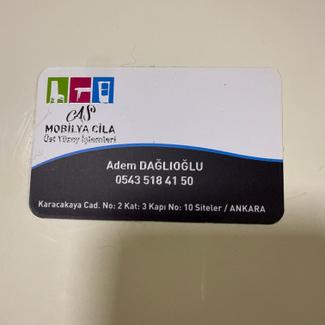 CAS
MOBİLYA CİLA
Üst Yüzey İşlemleri
Adem DAĞLIOĞLU
0543 518 41 50
Karacakaya Cad. No: 2 Kat: 3 Kapı No: 10 Siteler / ANKARA